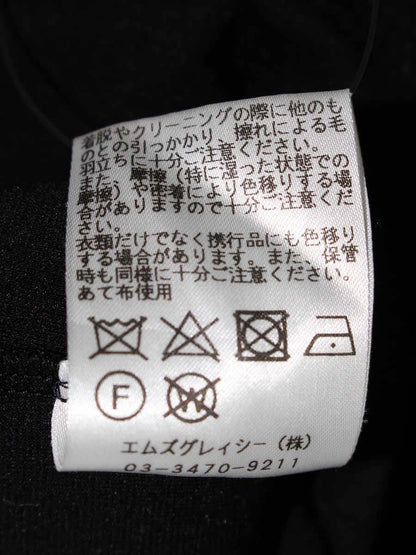 着脱やクリーニングの際に他のも
のとの引っかかり、擦れによる毛
羽立ちに十分ご注意ください。
また、摩擦(特に湿った状態での
摩擦)や密着により色移りする場
合がありますので十分ご注意くだ
さい。
衣類だけでなく携行品にも色移り
する場合があります。また、保管
時も同様に十分ご注意ください。
あて布使用
F
W
エムズグレイシー(株)
03-3470-9211